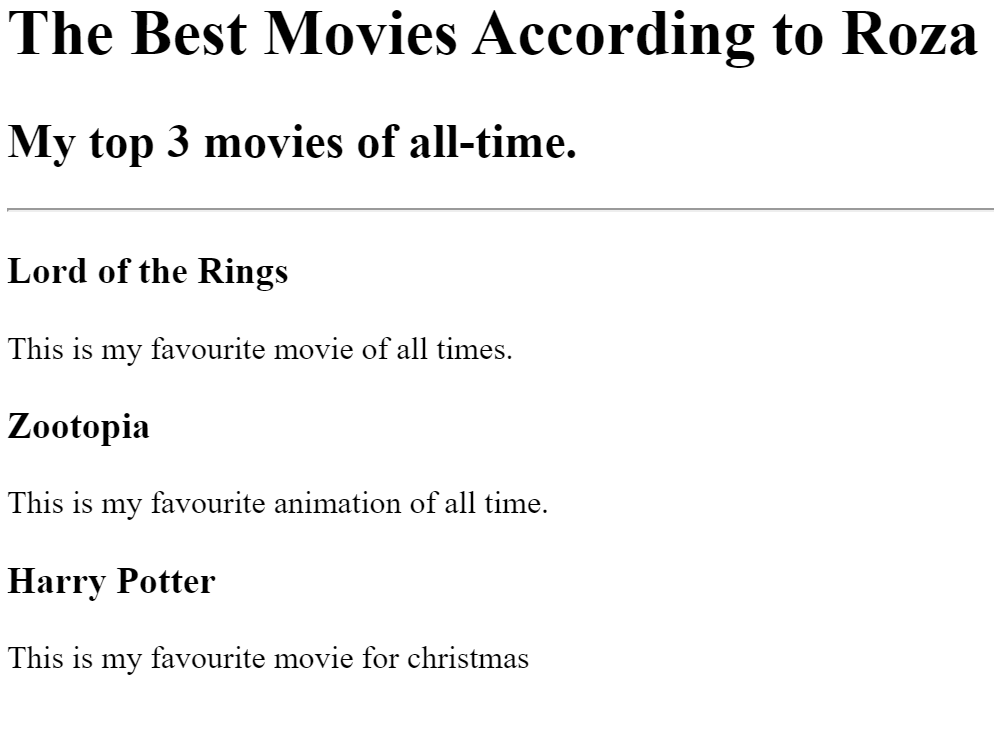 The Best Movies According to Roza
My top 3 movies of all-time.
Lord of the Rings
This is my favourite movie of all times.
Zootopia
This is my favourite animation of all time.
Harry Potter
This is my favourite movie for christmas